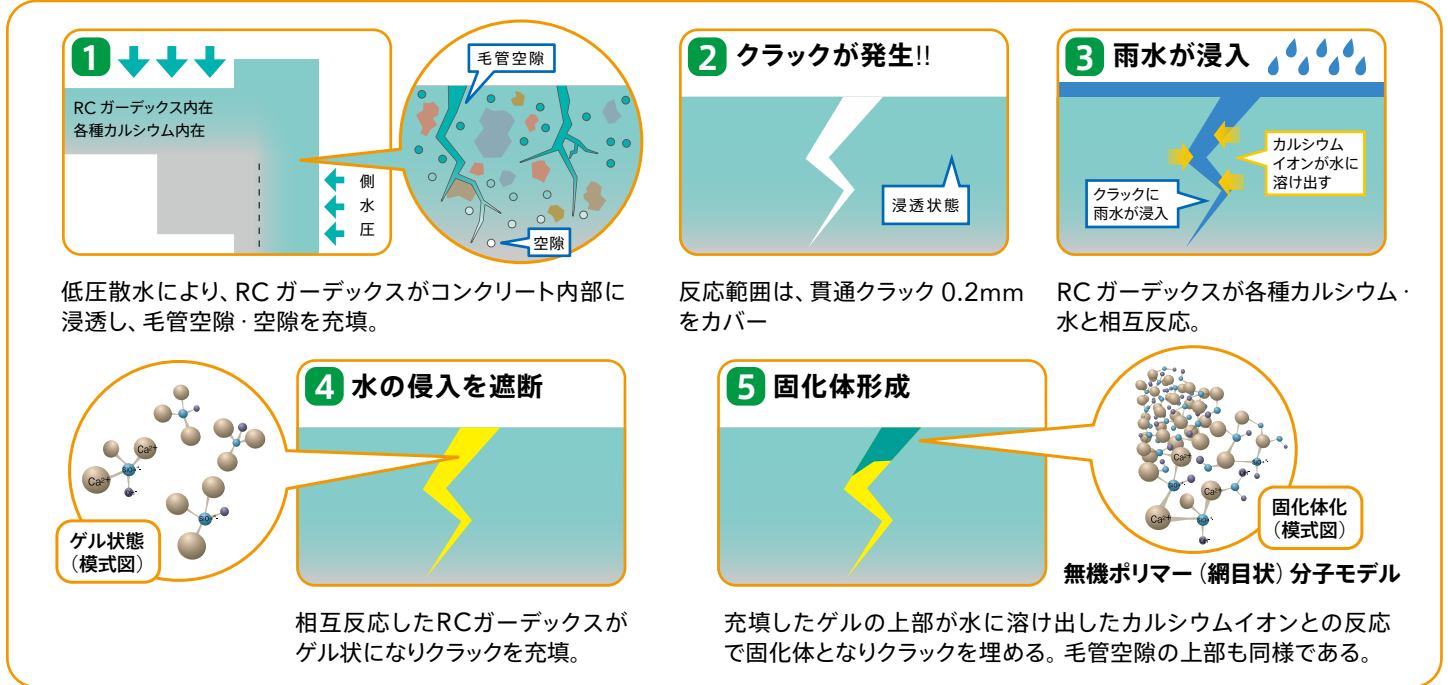 1
RC ガーデックス内在
各種カルシウム内在
側
水
圧
毛管空隙
空隙
低圧散水により、RC ガーデックスがコンクリート内部に
浸透し、毛管空隙・空隙を充填。
2 クラックが発生!!
浸透状態
反応範囲は、貫通クラック 0.2mm
をカバー
3 雨水が浸入
カルシウム
イオンが水に
溶け出す
クラックに
雨水が浸入
RC ガーデックスが各種カルシウム・
水と相互反応。
4 水の侵入を遮断
Ca²⁺
Ca²⁺
ゲル状態
（模式図）
相互反応したRCガーデックスが
ゲル状になりクラックを充填。
5 固化体形成
Ca²⁺
Ca²⁺
Ca²⁺
固化体化
（模式図）
無機ポリマー（網目状）分子モデル
充填したゲルの上部が水に溶け出したカルシウムイオンとの反応
で固化体となりクラックを埋める。毛管空隙の上部も同様である。